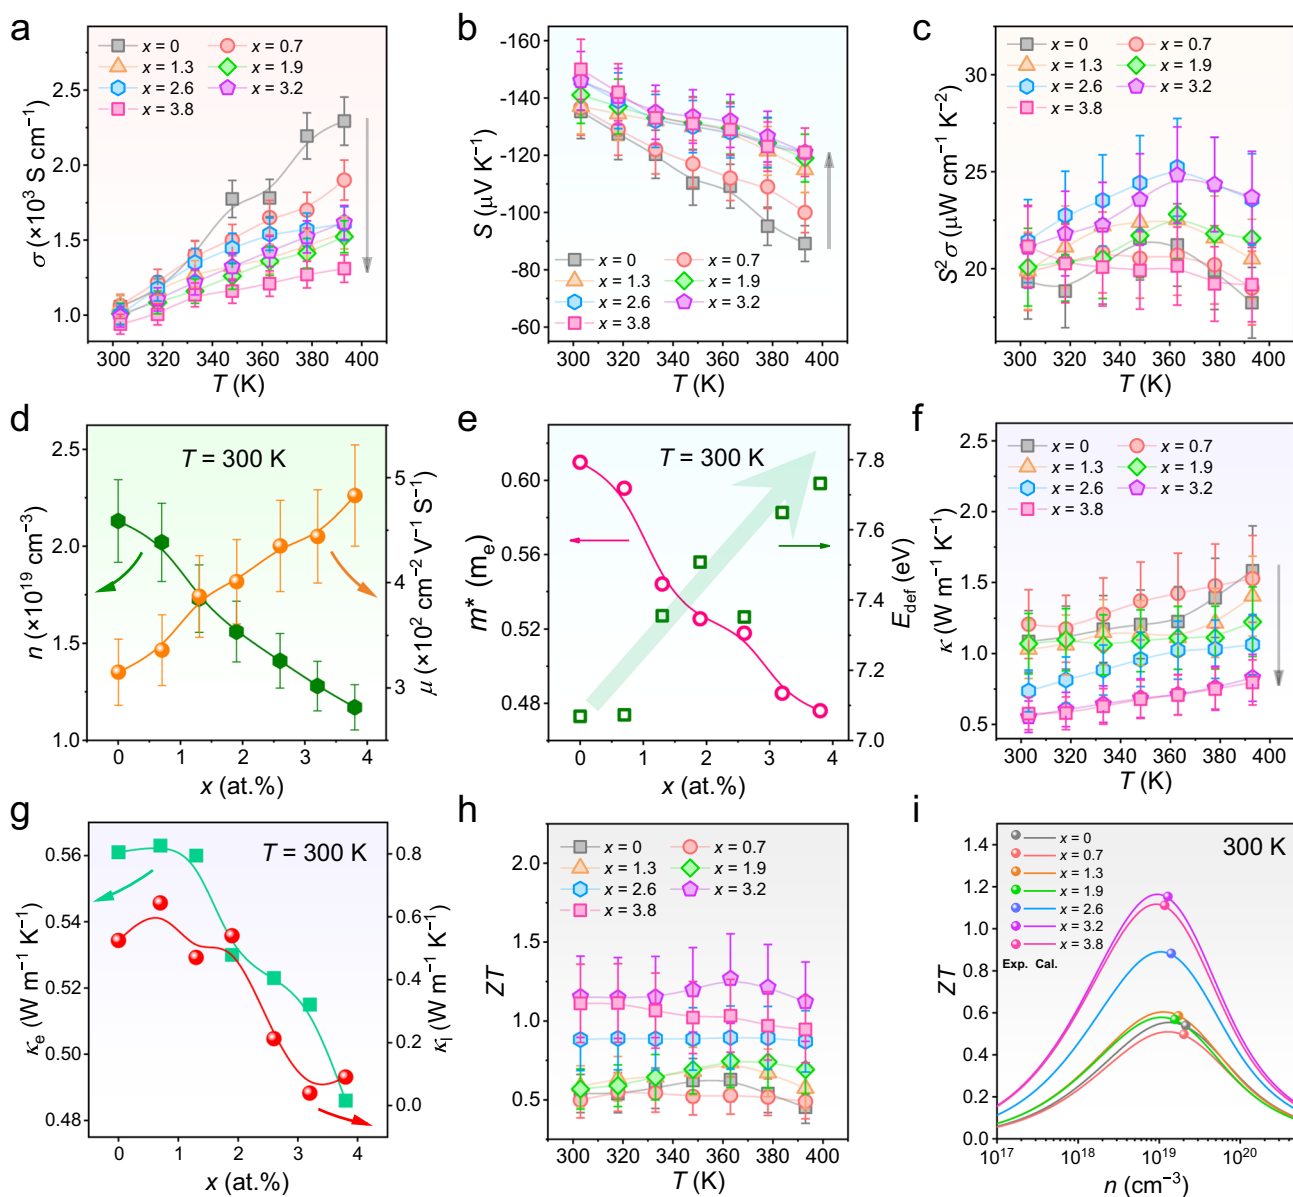 a
x = 0
x = 0.7
x = 1.3
x = 1.9
x = 2.6
x = 3.2
x = 3.8
σ (×10³ S cm⁻¹)
2.5
2.0
1.5
1.0
300 320 340 360 380 400
T (K)
b
x = 0
x = 0.7
x = 1.3
x = 1.9
x = 2.6
x = 3.2
x = 3.8
S (μV K⁻¹)
-160
-140
-120
-100
-80
-60
300 320 340 360 380 400
T (K)
c
x = 0
x = 0.7
x = 1.3
x = 1.9
x = 2.6
x = 3.2
x = 3.8
S²σ (μW cm⁻¹ K⁻²)
30
25
20
300 320 340 360 380 400
T (K)
d
T = 300 K
n (×10¹⁹ cm⁻³)
2.5
2.0
1.5
1.0
μ (×10² cm⁻² V⁻¹ S⁻¹)
5
4
3
0 1 2 3 4
x (at.%)
e
T = 300 K
m* (mₑ)
0.60
0.56
0.52
0.48
E_def (eV)
7.8
7.6
7.4
7.2
7.0
0 1 2 3 4
x (at.%)
f
x = 0
x = 0.7
x = 1.3
x = 1.9
x = 2.6
x = 3.2
x = 3.8
κ (W m⁻¹ K⁻¹)
2.5
2.0
1.5
1.0
0.5
300 320 340 360 380 400
T (K)
g
T = 300 K
κₑ (W m⁻¹ K⁻¹)
0.56
0.54
0.52
0.50
0.48
κₗ (W m⁻¹ K⁻¹)
0.8
0.6
0.4
0.2
0.0
0 1 2 3 4
x (at.%)
h
x = 0
x = 0.7
x = 1.3
x = 1.9
x = 2.6
x = 3.2
x = 3.8
ZT
2.0
1.5
1.0
0.5
300 320 340 360 380 400
T (K)
i
300 K
x = 0
x = 0.7
x = 1.3
x = 1.9
x = 2.6
x = 3.2
x = 3.8
Exp. Cal.
ZT
1.4
1.2
1.0
0.8
0.6
0.4
0.2
0.0
10¹⁷ 10¹⁸ 10¹⁹ 10²⁰
n (cm⁻³)